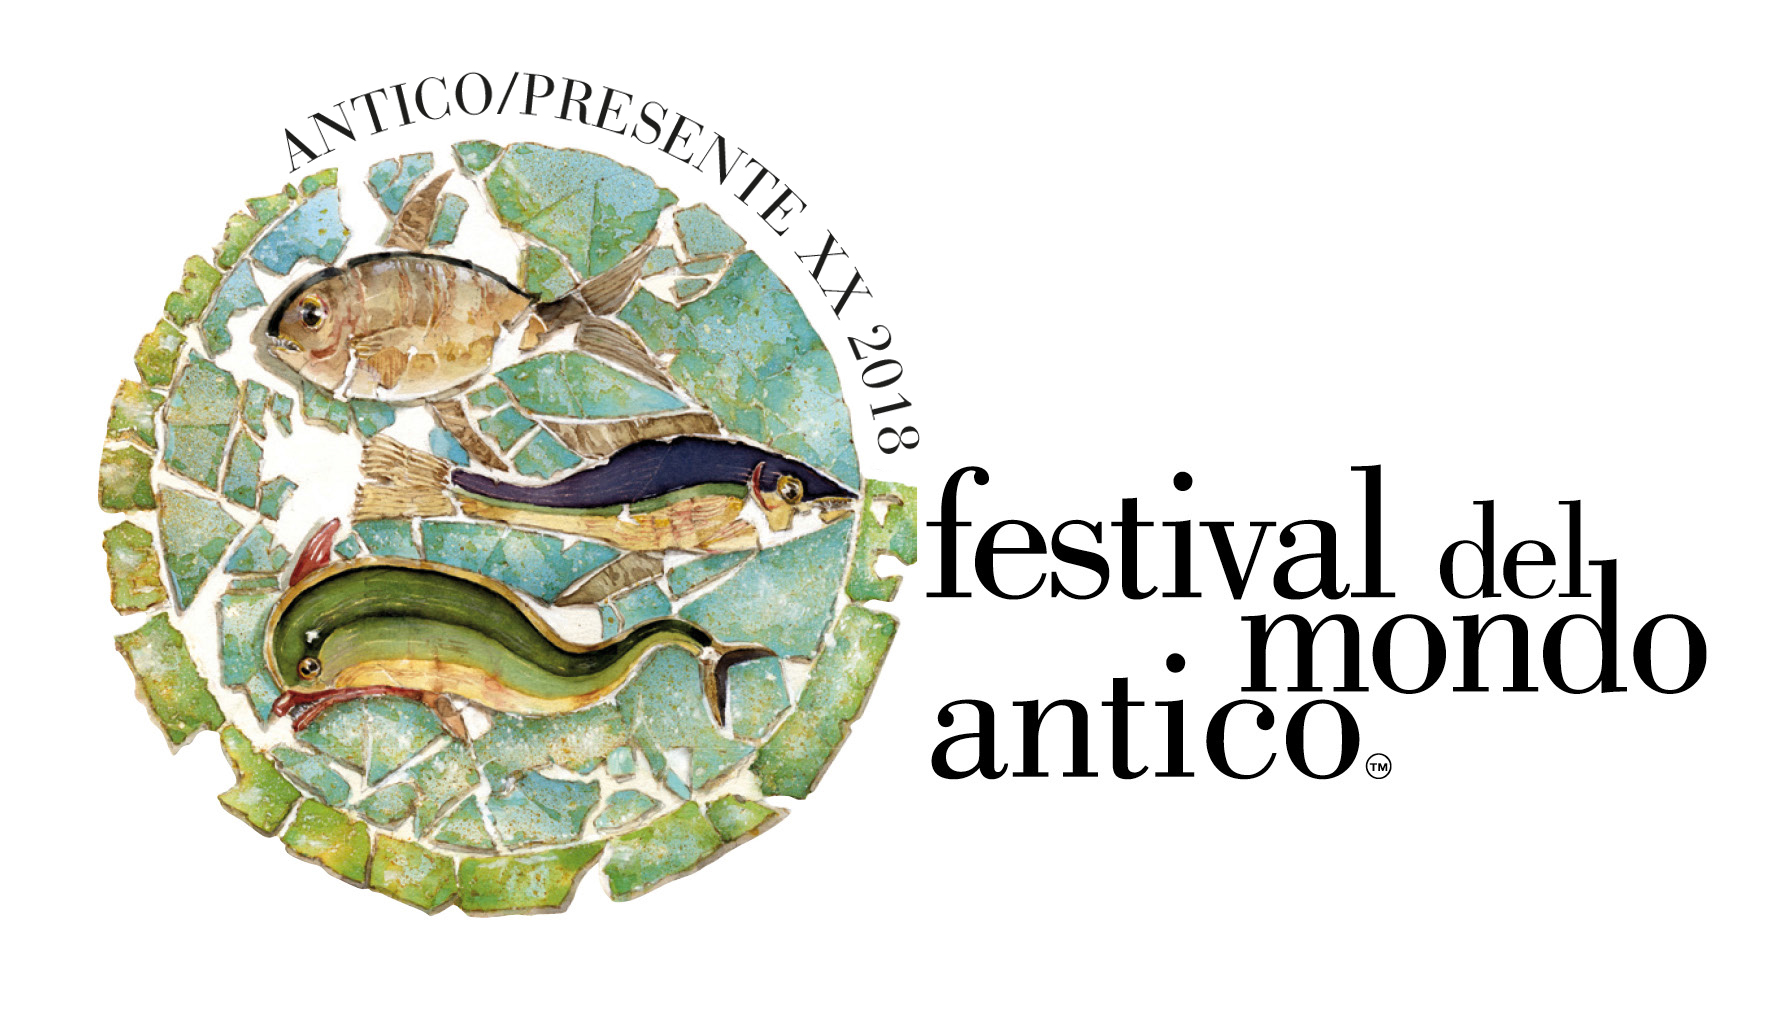 ANTICO/PRESENTE XX 2018
festival del
mondo
antico TM